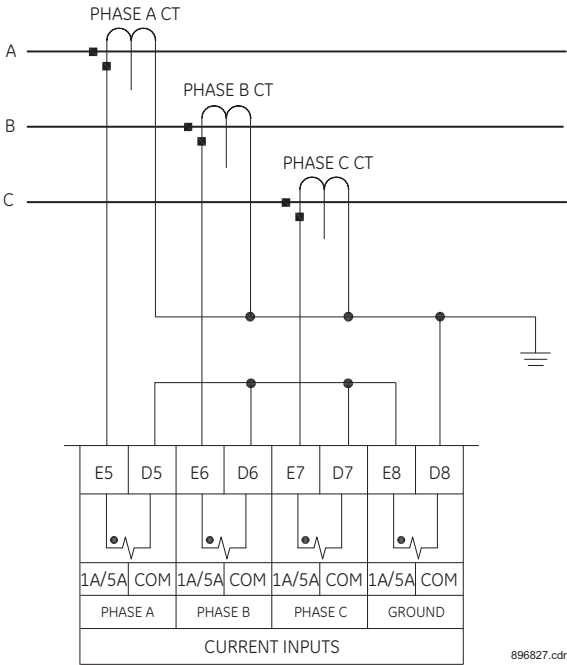 PHASE A CT
A
PHASE B CT
B
PHASE C CT
C
E5 D5 E6 D6 E7 D7 E8 D8
1A/5A COM 1A/5A COM 1A/5A COM 1A/5A COM
PHASE A PHASE B PHASE C GROUND
CURRENT INPUTS
896827.cdr